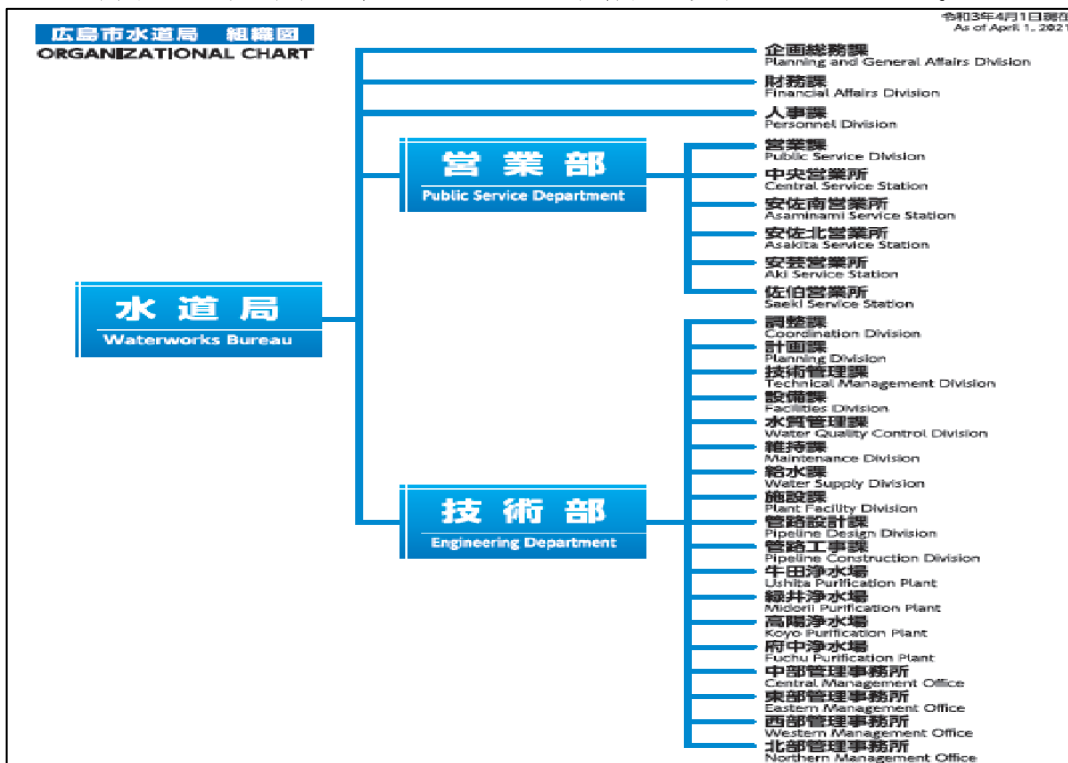 令和3年4月1日現在
As of April 1, 2021
広島市水道局 組織図
ORGANIZATIONAL CHART
水道局
Waterworks Bureau
企画総務課
Planning and General Affairs Division
財務課
Financial Affairs Division
人事課
Personnel Division
営業部
Public Service Department
営業課
Public Service Division
中央営業所
Central Service Station
安佐南営業所
Asaminami Service Station
安佐北営業所
Asakita Service Station
安芸営業所
Aki Service Station
佐伯営業所
Saeki Service Station
技術部
Engineering Department
調整課
Coordination Division
計画課
Planning Division
技術管理課
Technical Management Division
設備課
Facilities Division
水質管理課
Water Quality Control Division
維持課
Maintenance Division
給水課
Water Supply Division
施設課
Plant Facility Division
管路設計課
Pipeline Design Division
管路工事課
Pipeline Construction Division
牛田浄水場
Ushita Purification Plant
緑井浄水場
Midorii Purification Plant
高陽浄水場
Koyo Purification Plant
府中浄水場
Fuchu Purification Plant
中部管理事務所
Central Management Office
東部管理事務所
Eastern Management Office
西部管理事務所
Western Management Office
北部管理事務所
Northern Management Office